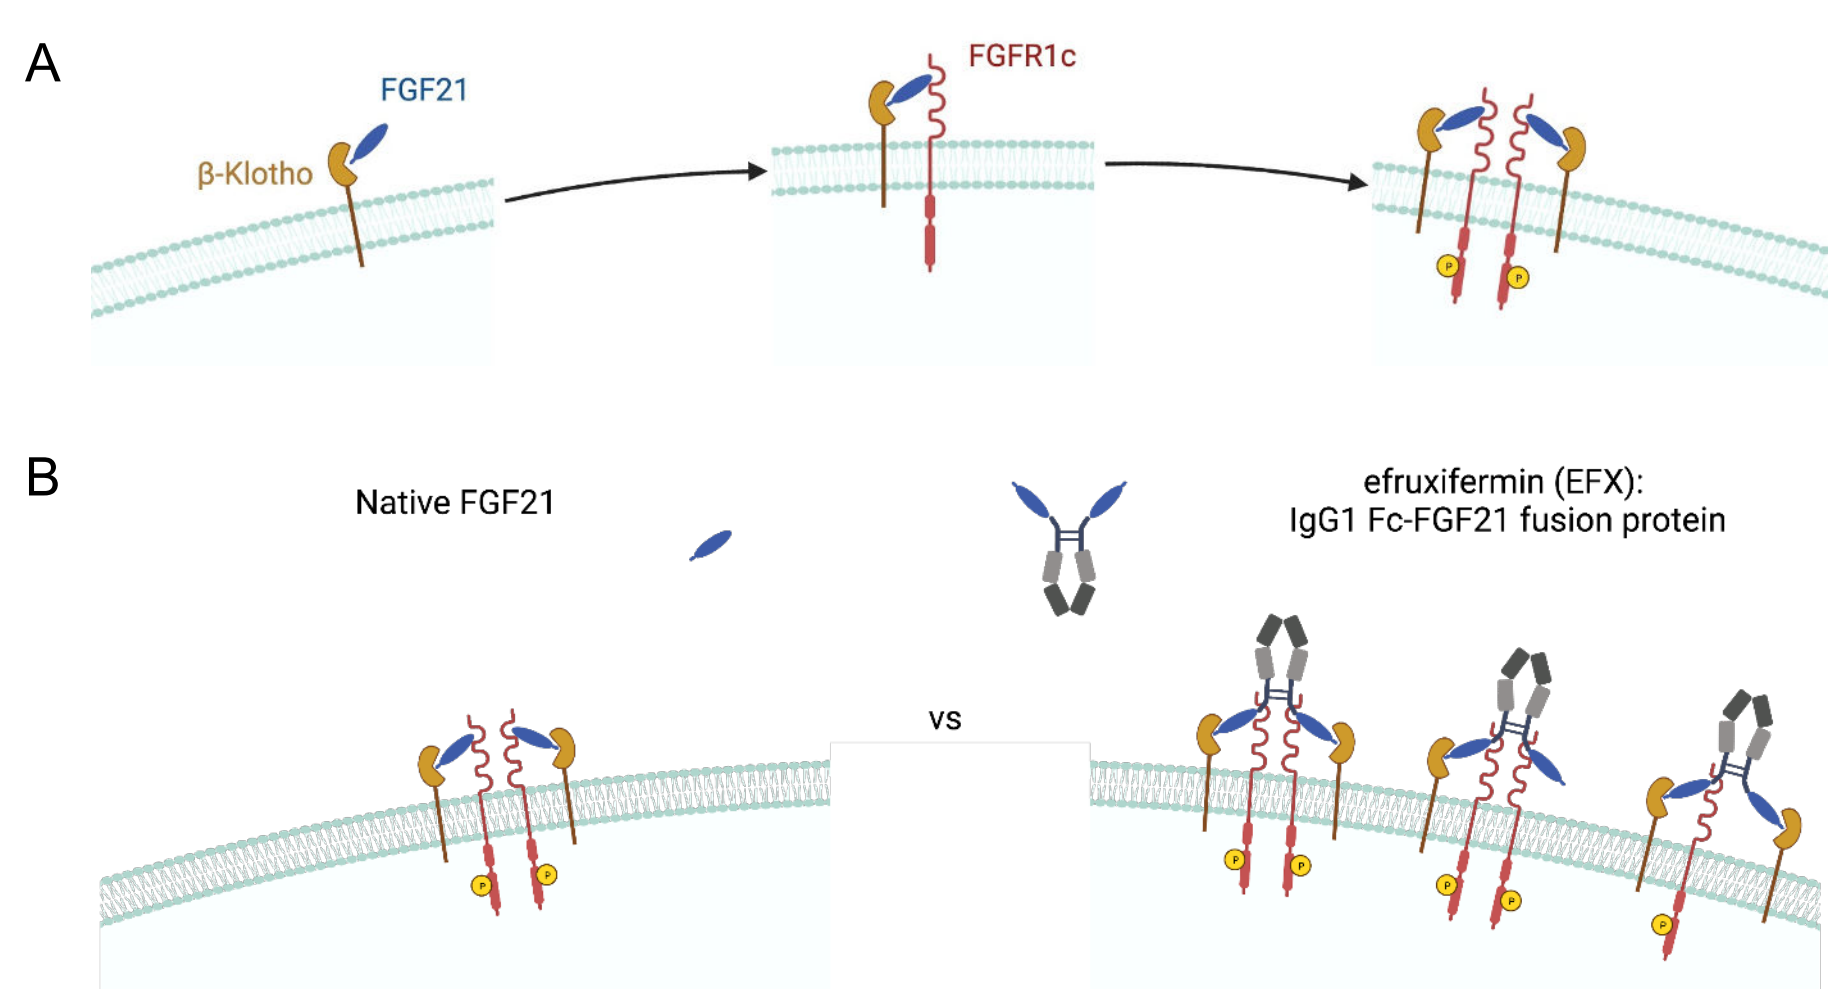 A
FGF21
β-Klotho
FGFR1c
P
P
B
Native FGF21
efruxifermin (EFX):
IgG1 Fc-FGF21 fusion protein
vs
P
P
P
P
P
P
P